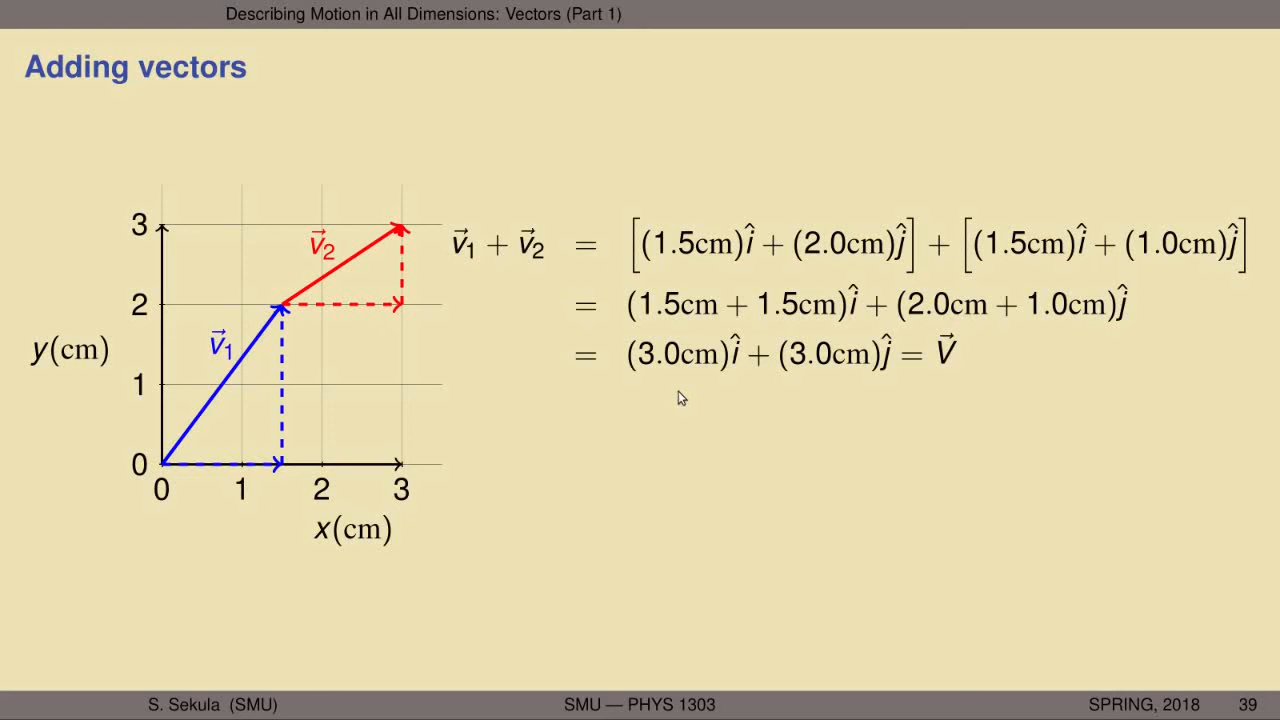 Describing Motion in All Dimensions: Vectors (Part 1)
Adding vectors
3
2
1
0
y(cm)
0 1 2 3
x(cm)
v⃗₂
v⃗₁
v⃗₁ + v⃗₂ = [(1.5cm)î + (2.0cm)ĵ] + [(1.5cm)î + (1.0cm)ĵ]
= (1.5cm + 1.5cm)î + (2.0cm + 1.0cm)ĵ
= (3.0cm)î + (3.0cm)ĵ = V⃗
S. Sekula (SMU) SMU — PHYS 1303 SPRING, 2018 39